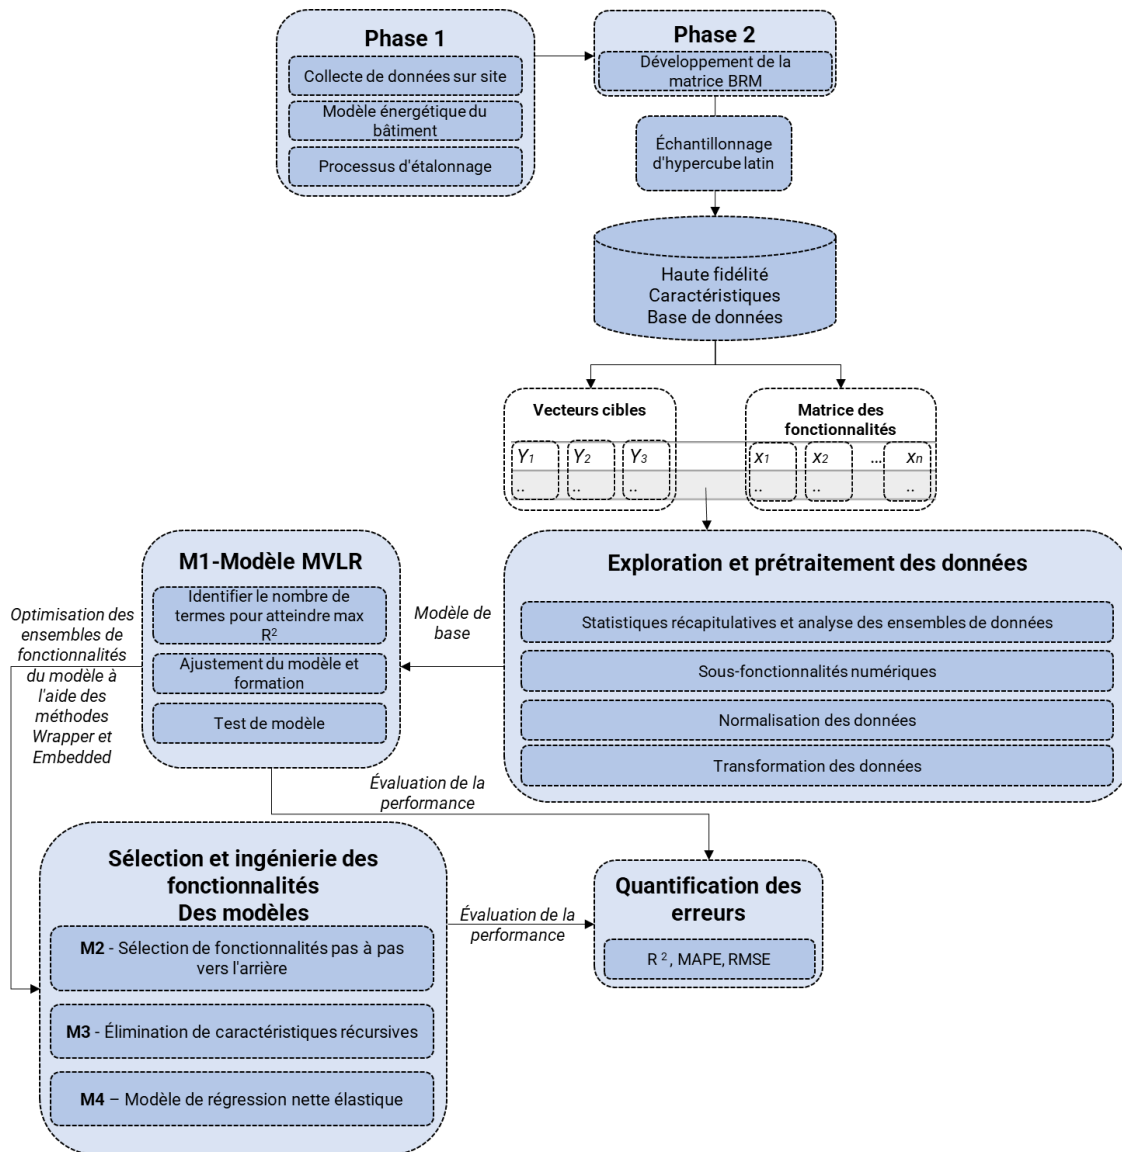 Phase 1
Collecte de données sur site
Modèle énergétique du
bâtiment
Processus d'étalonnage
Phase 2
Développement de la
matrice BRM
Échantillonnage
d'hypercube latin
Haute fidélité
Caractéristiques
Base de données
Vecteurs cibles
Y1 Y2 Y3
.. .. ..
Matrice des
fonctionnalités
x1 x2 ... xn
.. .. ..
Exploration et prétraitement des données
Statistiques récapitulatives et analyse des ensembles de données
Sous-fonctionnalités numériques
Normalisation des données
Transformation des données
Modèle de
base
M1-Modèle MVLR
Identifier le nombre de
termes pour atteindre max
R²
Ajustement du modèle et
formation
Test de modèle
Optimisation des
ensembles de
fonctionnalités
du modèle à
l'aide des
méthodes
Wrapper et
Embedded
Évaluation de la
performance
Sélection et ingénierie des
fonctionnalités
Des modèles
M2 - Sélection de fonctionnalités pas à pas
vers l'arrière
M3 - Élimination de caractéristiques récursives
M4 – Modèle de régression nette élastique
Évaluation de la
performance
Quantification des
erreurs
R ², MAPE, RMSE